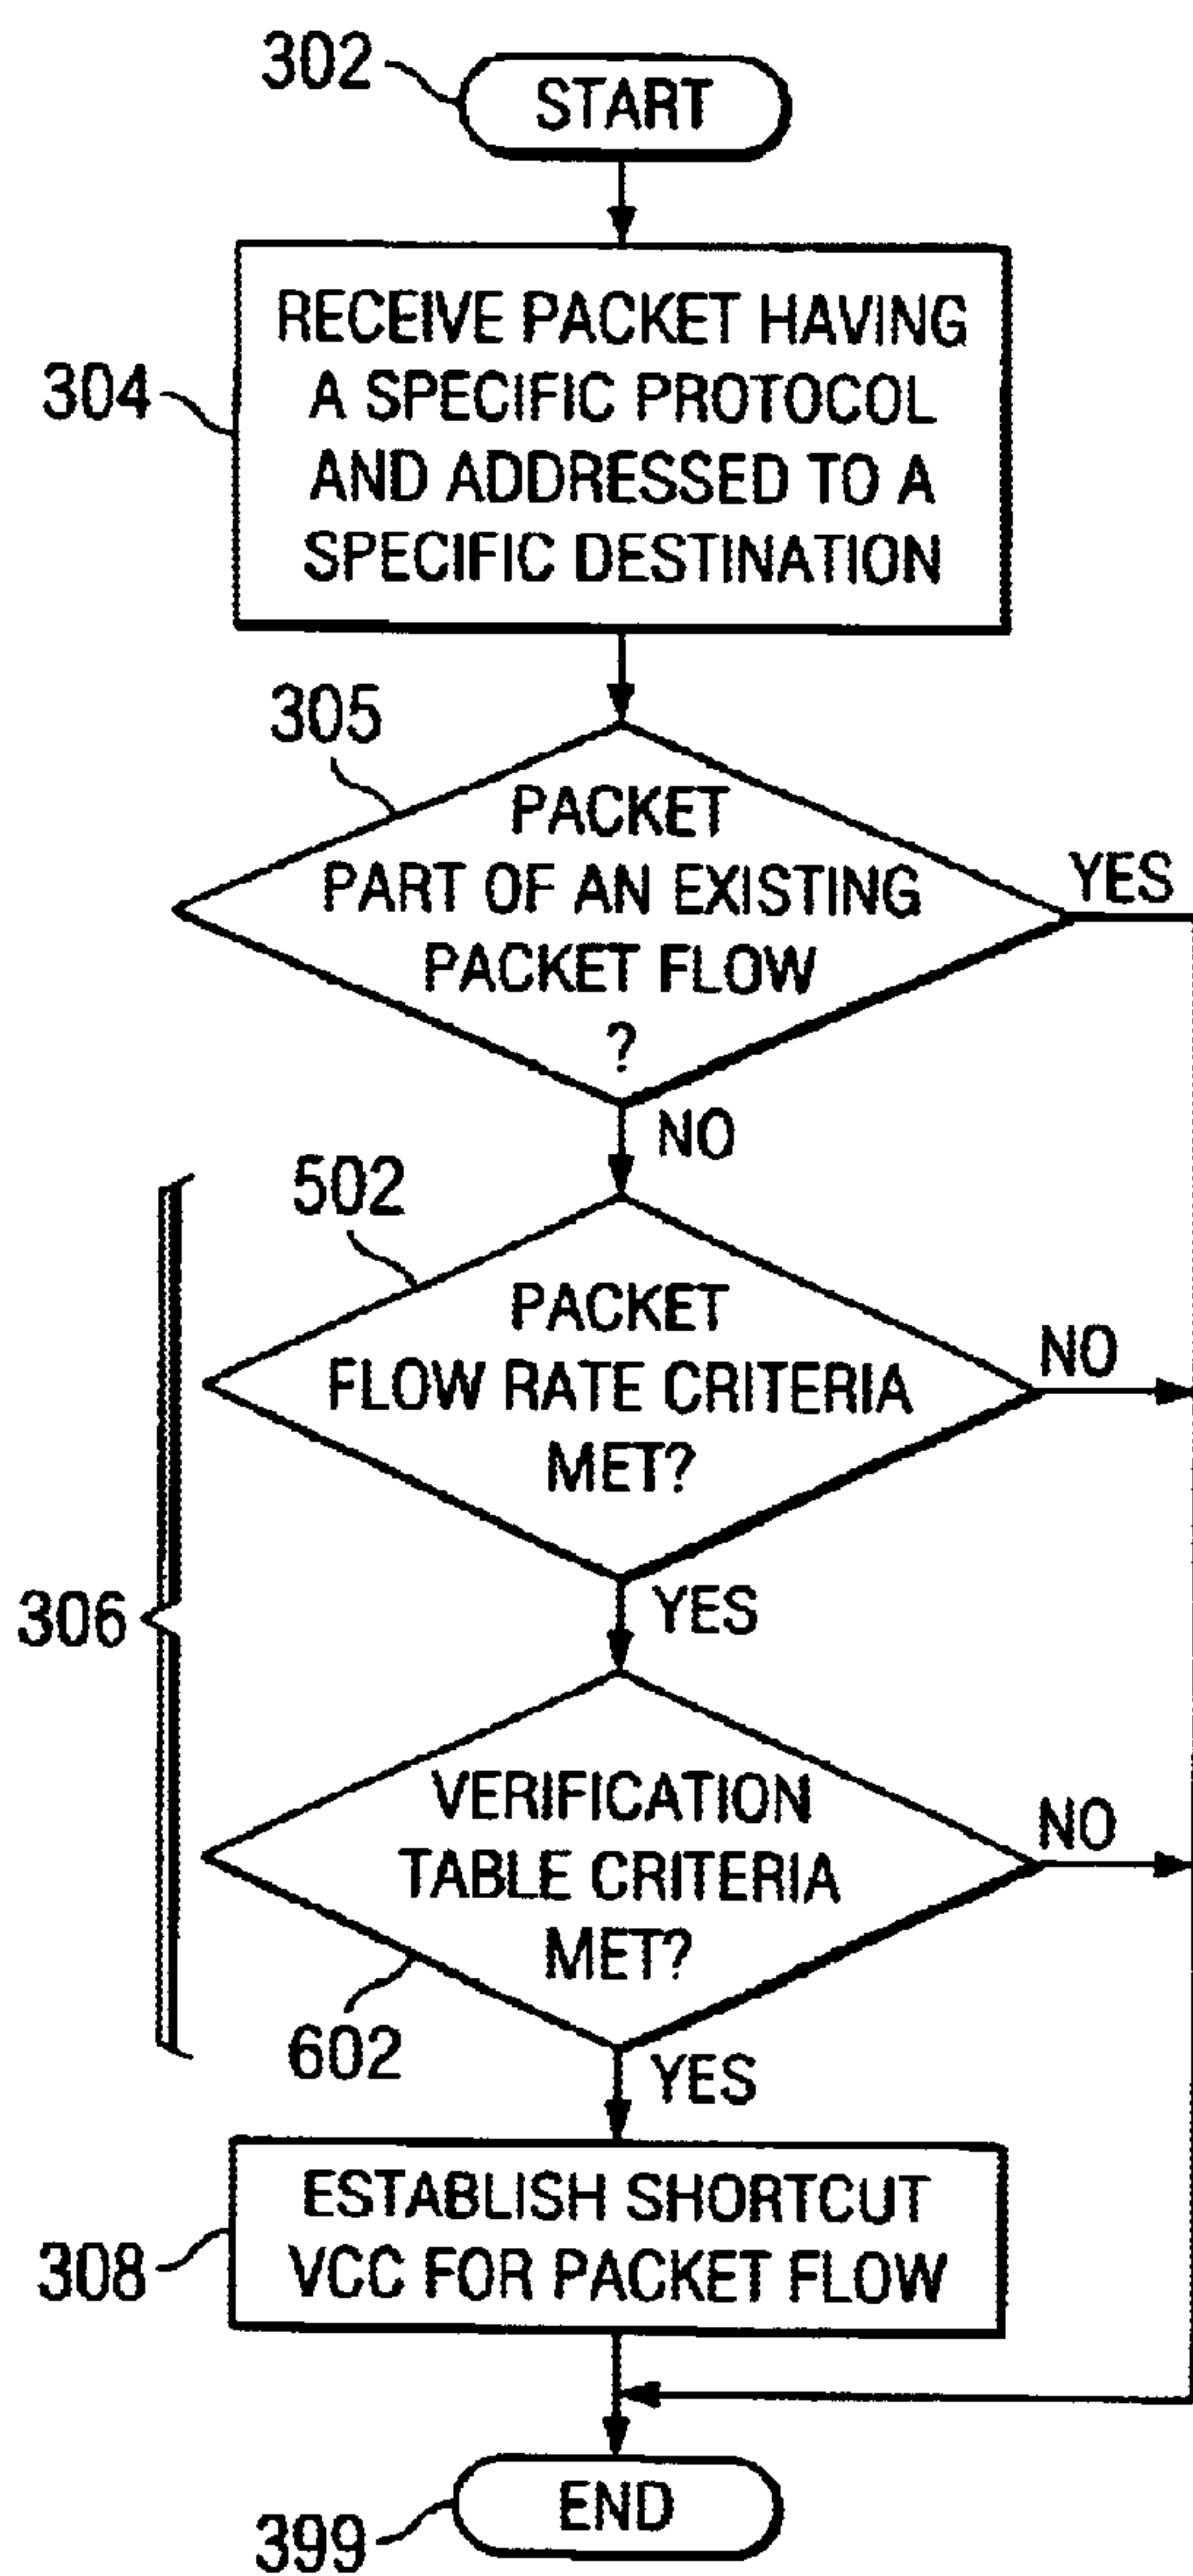 302
START
304
RECEIVE PACKET HAVING
A SPECIFIC PROTOCOL
AND ADDRESSED TO A
SPECIFIC DESTINATION
305
PACKET
PART OF AN EXISTING
PACKET FLOW
?
YES
NO
306
502
PACKET
FLOW RATE CRITERIA
MET?
NO
YES
VERIFICATION
TABLE CRITERIA
MET?
NO
602
YES
308
ESTABLISH SHORTCUT
VCC FOR PACKET FLOW
399
END